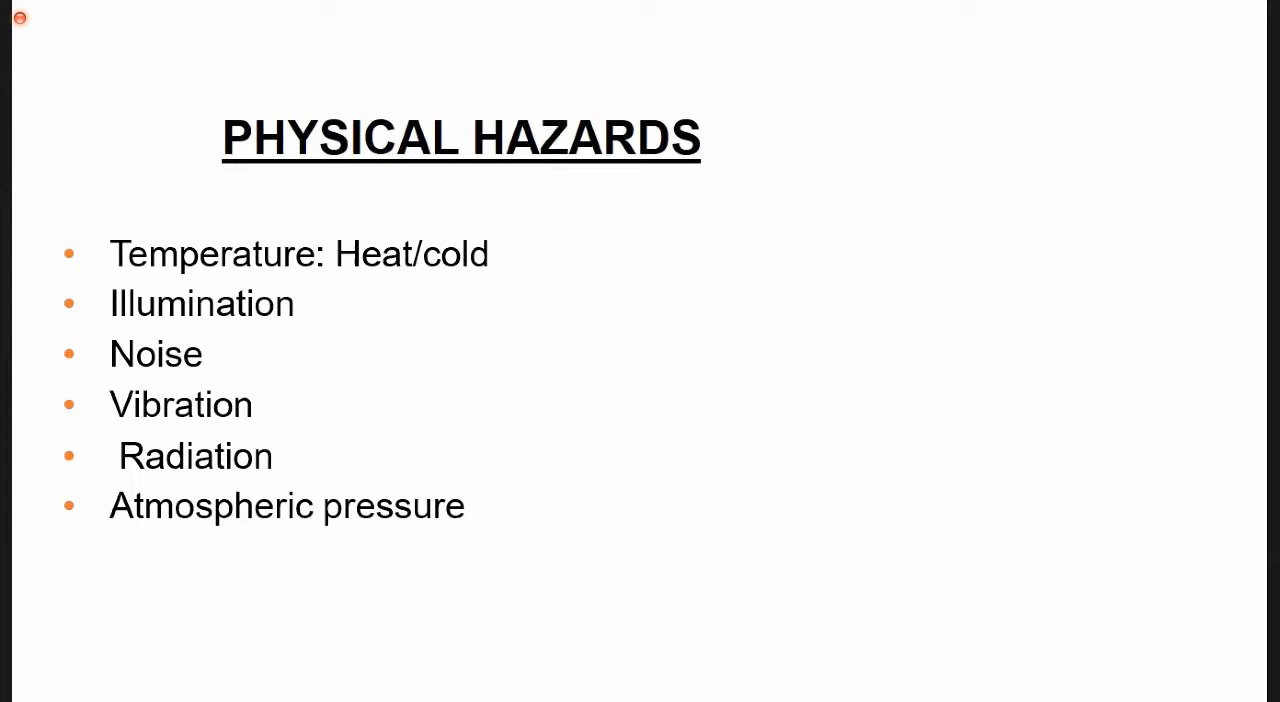 PHYSICAL HAZARDS
• Temperature: Heat/cold
• Illumination
• Noise
• Vibration
• Radiation
• Atmospheric pressure